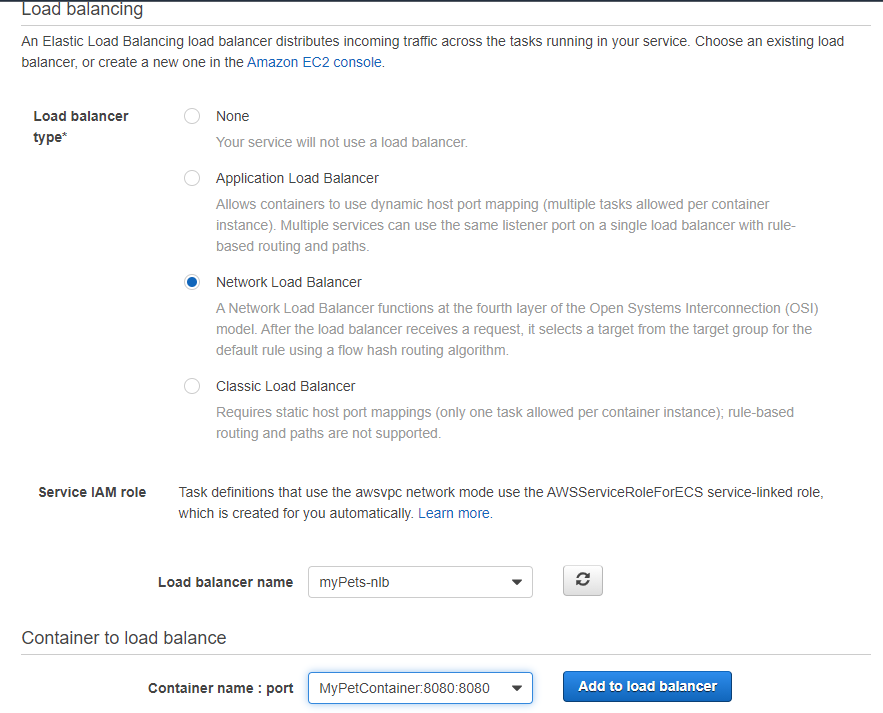 Load balancing
An Elastic Load Balancing load balancer distributes incoming traffic across the tasks running in your service. Choose an existing load
balancer, or create a new one in the Amazon EC2 console.
Load balancer
type*
None
Your service will not use a load balancer.
Application Load Balancer
Allows containers to use dynamic host port mapping (multiple tasks allowed per container
instance). Multiple services can use the same listener port on a single load balancer with rule-
based routing and paths.
Network Load Balancer
A Network Load Balancer functions at the fourth layer of the Open Systems Interconnection (OSI)
model. After the load balancer receives a request, it selects a target from the target group for the
default rule using a flow hash routing algorithm.
Classic Load Balancer
Requires static host port mappings (only one task allowed per container instance); rule-based
routing and paths are not supported.
Service IAM role
Task definitions that use the awsvpc network mode use the AWSServiceRoleForECS service-linked role,
which is created for you automatically. Learn more.
Load balancer name myPets-nlb
Container to load balance
Container name : port MyPetContainer:8080:8080 Add to load balancer